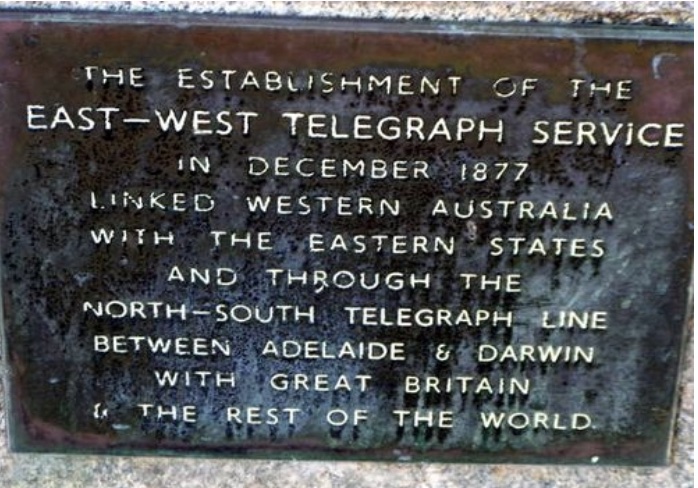 THE ESTABLISHMENT OF THE
EAST-WEST TELEGRAPH SERVICE
IN DECEMBER 1877
LINKED WESTERN AUSTRALIA
WITH THE EASTERN STATES
AND THROUGH THE
NORTH-SOUTH TELEGRAPH LINE
BETWEEN ADELAIDE & DARWIN
WITH GREAT BRITAIN
& THE REST OF THE WORLD.